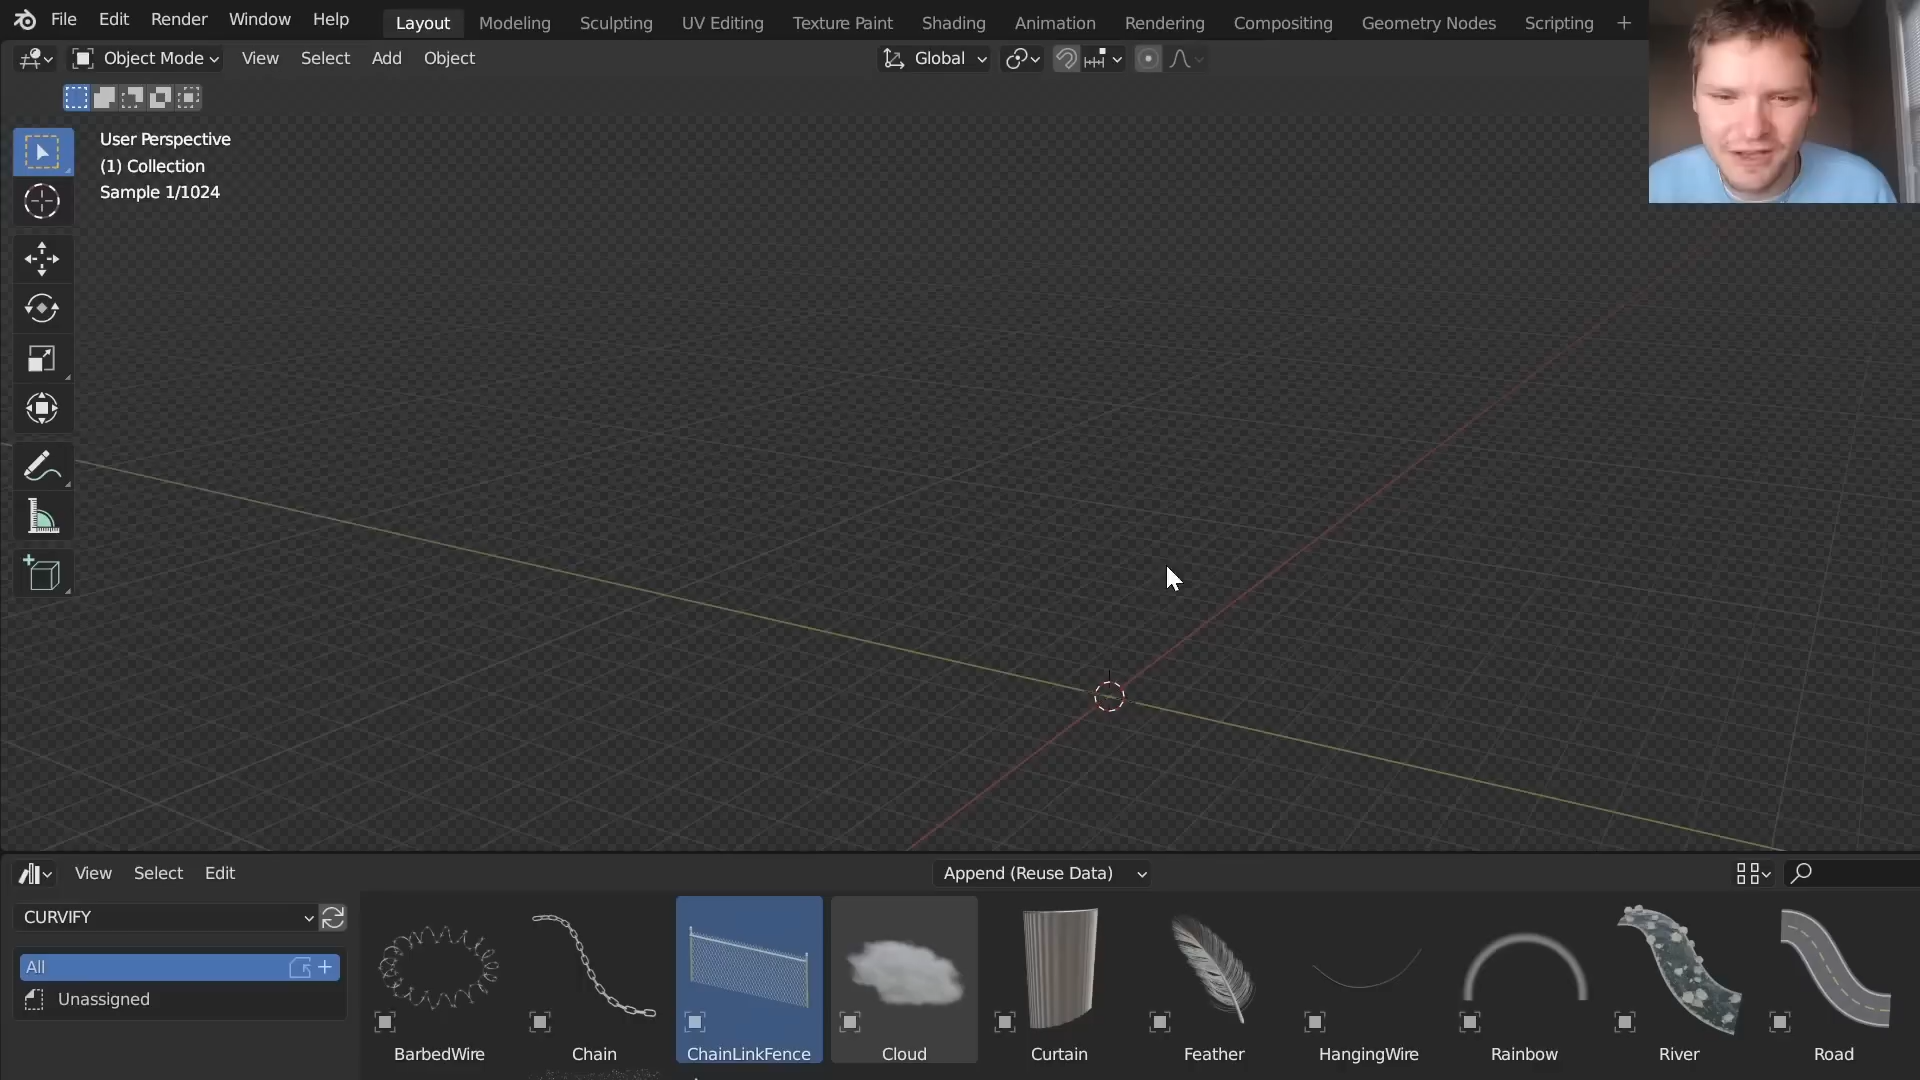 File Edit Render Window Help Layout Modeling Sculpting UV Editing Texture Paint Shading Animation Rendering Compositing Geometry Nodes Scripting +
Object Mode View Select Add Object Global
User Perspective
(1) Collection
Sample 1/1024
View Select Edit Append (Reuse Data)
CURVIFY
All
Unassigned
BarbedWire Chain ChainLinkFence Cloud Curtain Feather HangingWire Rainbow River Road